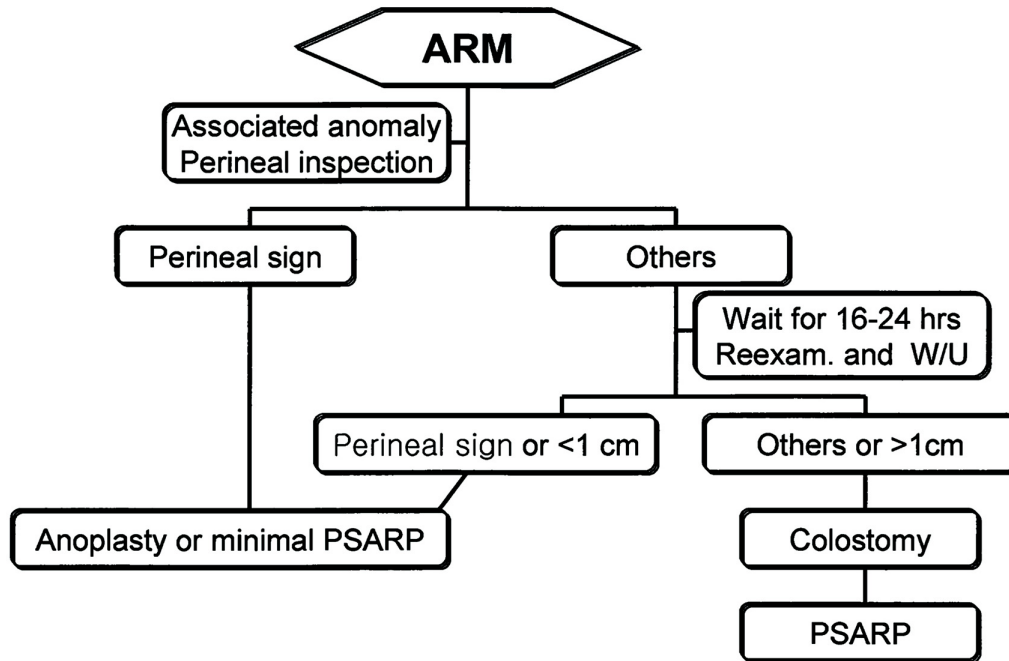 ARM
Associated anomaly
Perineal inspection
Perineal sign
Others
Wait for 16-24 hrs
Reexam. and W/U
Perineal sign or <1 cm
Others or >1cm
Anoplasty or minimal PSARP
Colostomy
PSARP